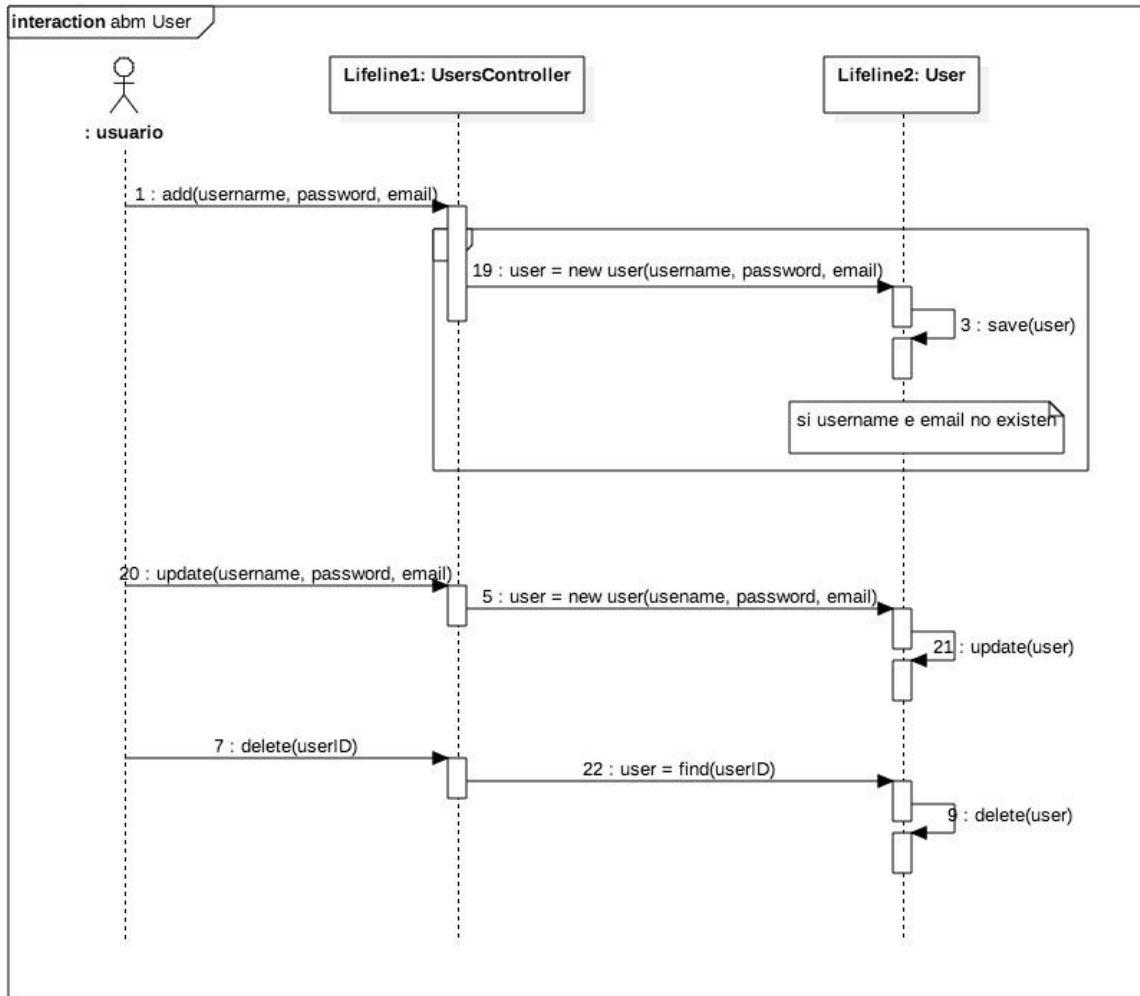 interaction abm User
Lifeline1: UsersController
Lifeline2: User
: usuario
1 : add(usernarme, password, email)
19 : user = new user(username, password, email)
3 : save(user)
si username e email no existen
20 : update(username, password, email)
5 : user = new user(usename, password, email)
21 : update(user)
7 : delete(userID)
22 : user = find(userID)
9 : delete(user)